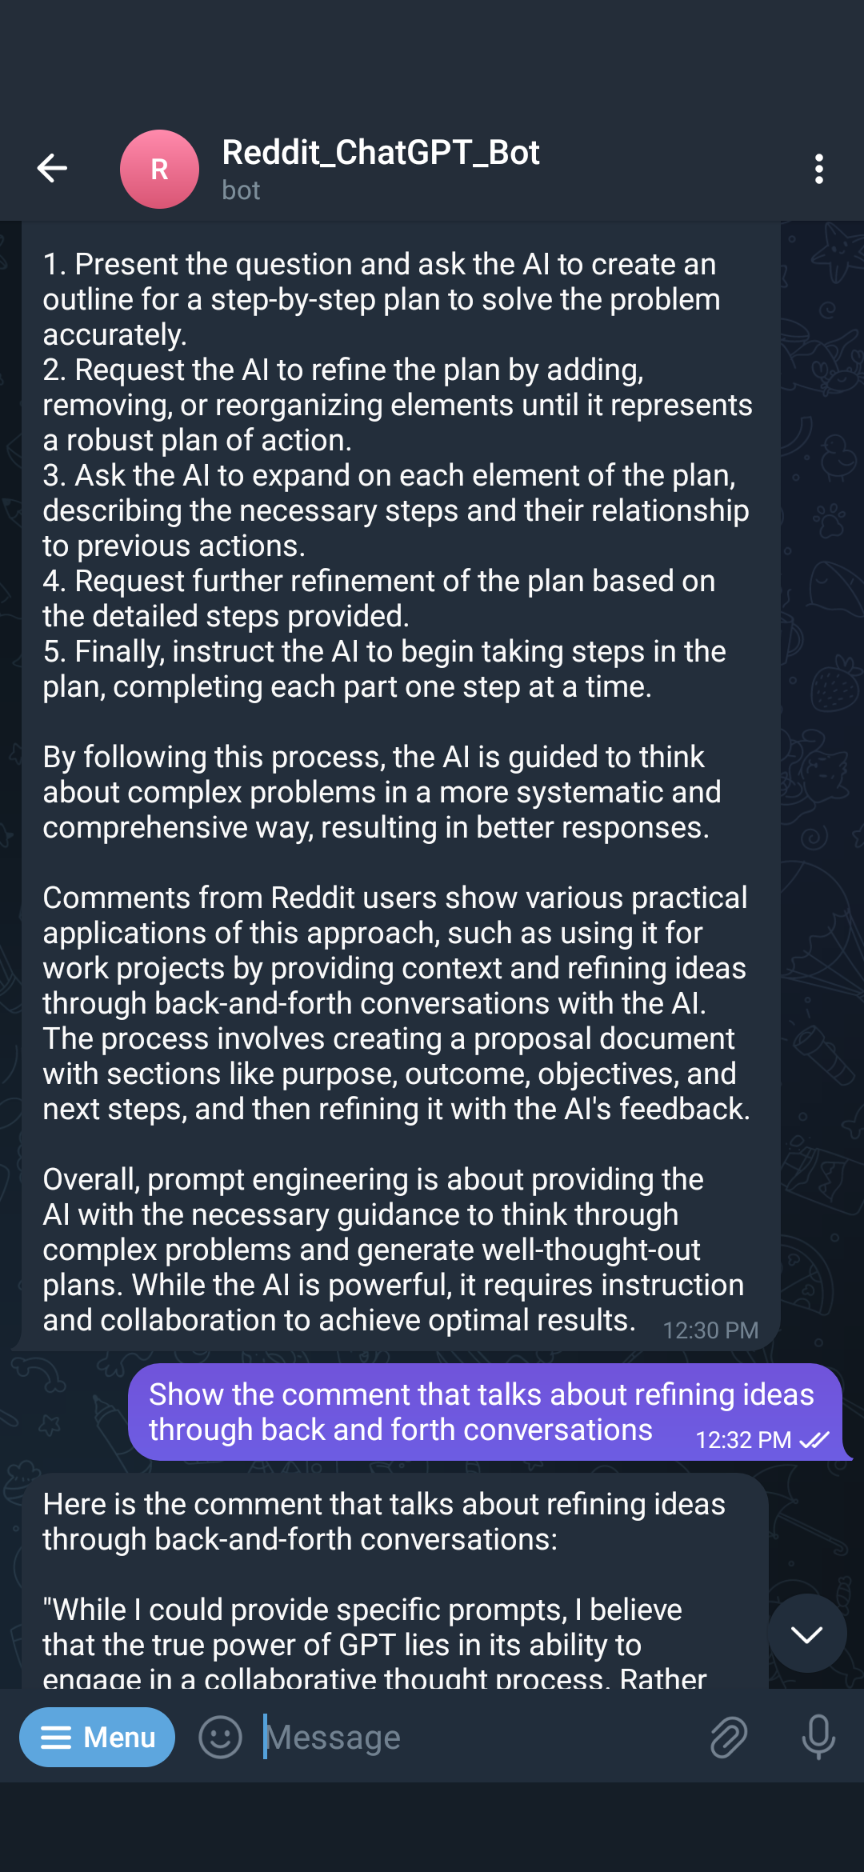 Reddit_ChatGPT_Bot
R
bot
1. Present the question and ask the AI to create an
outline for a step-by-step plan to solve the problem
accurately.
2. Request the AI to refine the plan by adding,
removing, or reorganizing elements until it represents
a robust plan of action.
3. Ask the AI to expand on each element of the plan,
describing the necessary steps and their relationship
to previous actions.
4. Request further refinement of the plan based on
the detailed steps provided.
5. Finally, instruct the AI to begin taking steps in the
plan, completing each part one step at a time.
By following this process, the AI is guided to think
about complex problems in a more systematic and
comprehensive way, resulting in better responses.
Comments from Reddit users show various practical
applications of this approach, such as using it for
work projects by providing context and refining ideas
through back-and-forth conversations with the AI.
The process involves creating a proposal document
with sections like purpose, outcome, objectives, and
next steps, and then refining it with the AI's feedback.
Overall, prompt engineering is about providing the
AI with the necessary guidance to think through
complex problems and generate well-thought-out
plans. While the AI is powerful, it requires instruction
and collaboration to achieve optimal results. 12:30 PM
Show the comment that talks about refining ideas
through back and forth conversations 12:32 PM
Here is the comment that talks about refining ideas
through back-and-forth conversations:
"While I could provide specific prompts, I believe
that the true power of GPT lies in its ability to
engage in a collaborative thought process. Rather
Menu Message